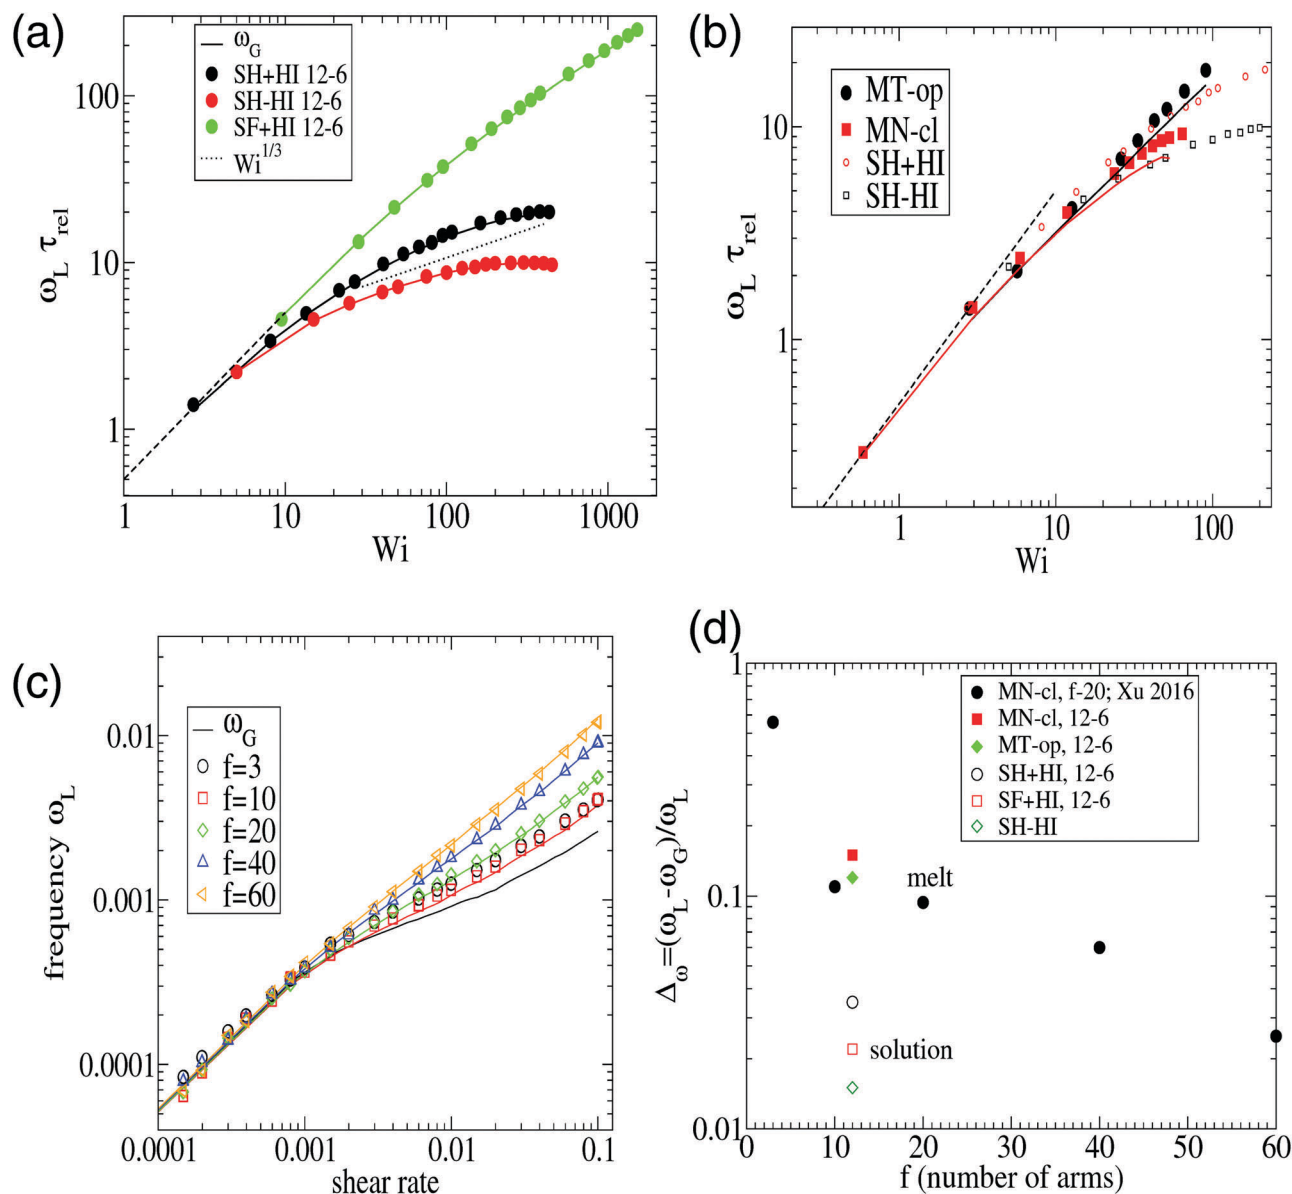 (a)
ω_G
SH+HI 12-6
SH-HI 12-6
SF+HI 12-6
Wi^{1/3}
100
10
1
ω_L τ_rel
1 10 100 1000
Wi
(b)
MT-op
MN-cl
SH+HI
SH-HI
10
1
ω_L τ_rel
1 10 100
Wi
(c)
ω_G
f=3
f=10
f=20
f=40
f=60
0.01
0.001
0.0001
frequency ω_L
0.0001 0.001 0.01 0.1
shear rate
(d)
MN-cl, f-20; Xu 2016
MN-cl, 12-6
MT-op, 12-6
SH+HI, 12-6
SF+HI, 12-6
SH-HI
melt
solution
1
0.1
0.01
Δ_ω=(ω_L-ω_G)/ω_L
0 10 20 30 40 50 60
f (number of arms)